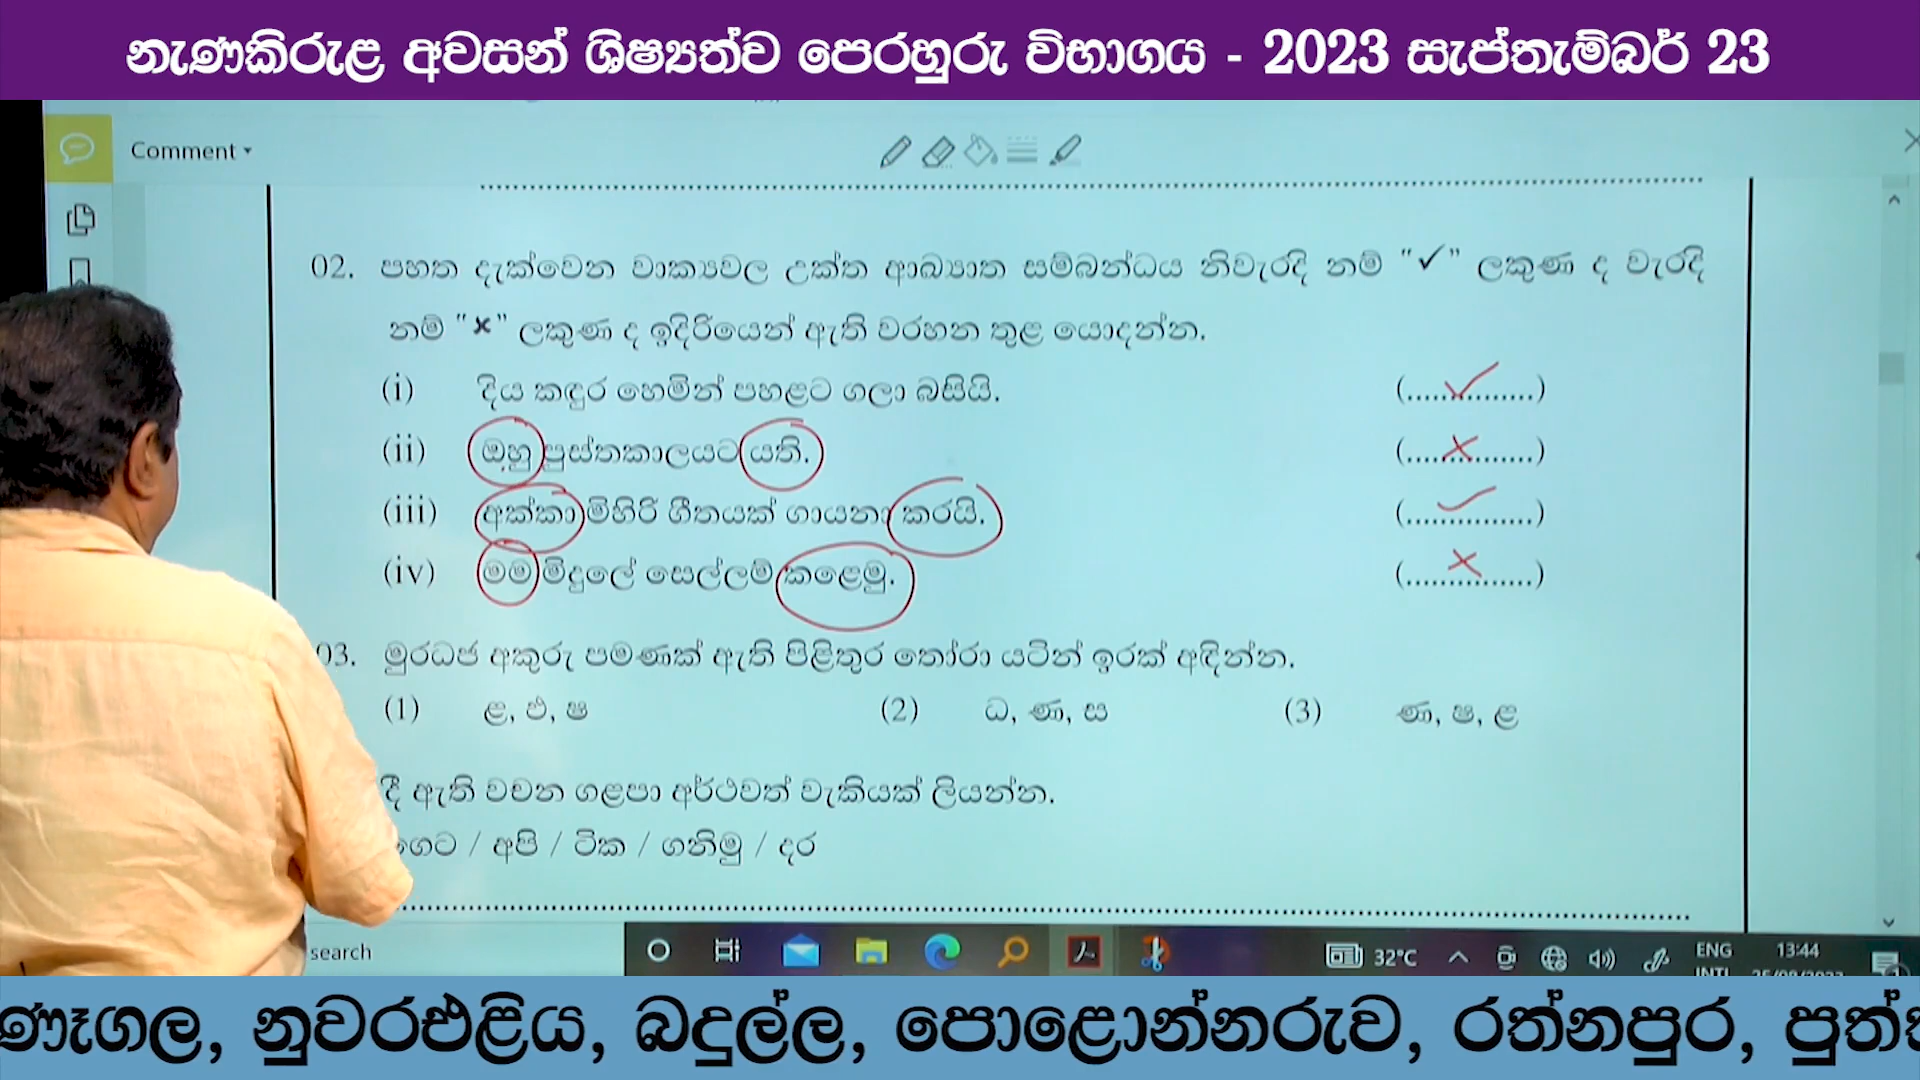 නැණකිරුළ අවසන් ශිෂ්‍යත්ව පෙරහුරු විභාගය - 2023 සැප්තැම්බර් 23
Comment
02. පහත දැක්වෙන වාක්‍යවල උක්ත ආඛ්‍යාත සම්බන්ධය නිවැරදි නම් "✓" ලකුණ ද වැරදි
නම් "✗" ලකුණ ද ඉදිරියෙන් ඇති වරහන තුළ යොදන්න.
(i) දිය කඳුර හෙමින් පහළට ගලා බසියි. (.....✓.....)
(ii) ඔහු පුස්තකාලයට යති. (.....✗.....)
(iii) අක්කා මිහිරි ගීතයක් ගායනා කරයි. (.....✓.....)
(iv) මම මිදුලේ සෙල්ලම් කළෙමු. (.....✗.....)
03. මූර්ධජ අකුරු පමණක් ඇති පිළිතුර තෝරා යටින් ඉරක් අඳින්න.
(1) ළ, ඵ, ෂ (2) ධ, ණ, ස (3) ණ, ෂ, ළ
දී ඇති වචන ගළපා අර්ථවත් වැකියක් ලියන්න.
ගෙට / අපි / ටික / ගනිමු / දර
search 32°C ENG 13:44
INTL
ණෑගල, නුවරඑළිය, බදුල්ල, පොළොන්නරුව, රත්නපුර, පුත්ත